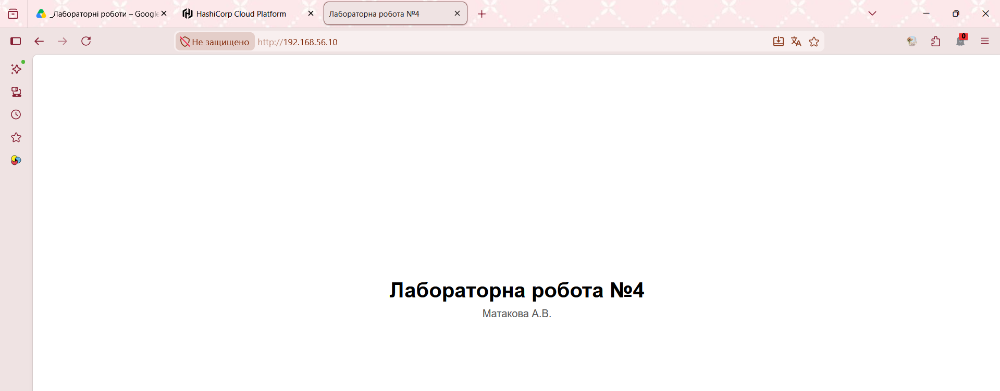 _Лабораторні роботи – Google
HashiCorp Cloud Platform
Лабораторна робота №4
Не защищено
http://192.168.56.10
0
Лабораторна робота №4
Матакова А.В.